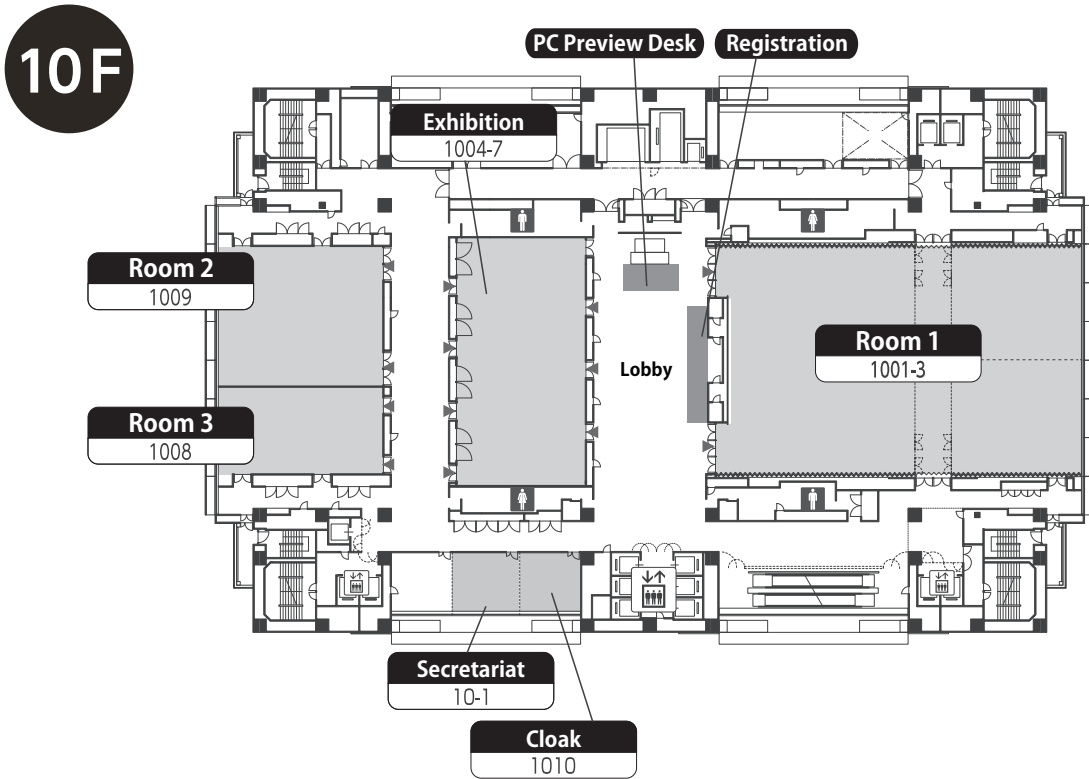 10F
PC Preview Desk
Registration
Exhibition
1004-7
Room 2
1009
Room 1
1001-3
Lobby
Room 3
1008
Secretariat
10-1
Cloak
1010